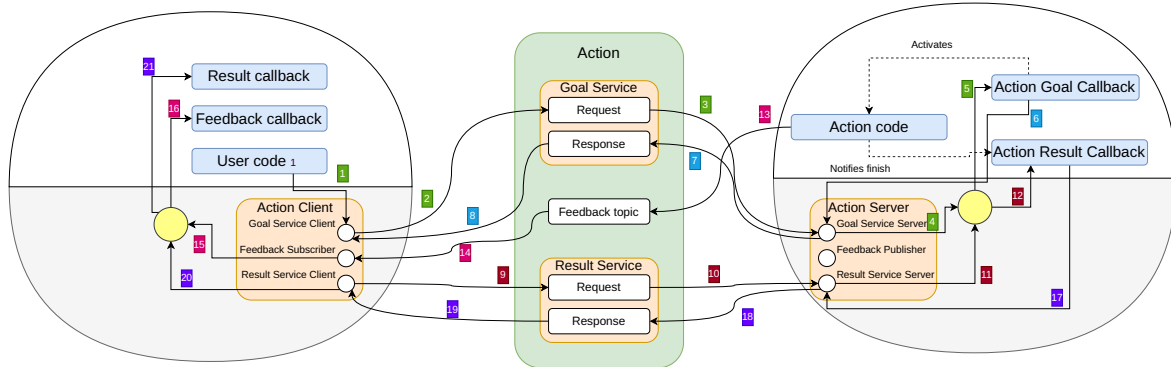 Action
Activates
21
Result callback
Goal Service
5
Action Goal Callback
Request
3
16
Feedback callback
13
6
Action code
Response
7
Action Result Callback
User code 1
1
Notifies finish
2
12
Action Client
Action Server
Goal Service Client
8
Feedback topic
4
Goal Service Server
15
Feedback Subscriber
14
Feedback Publisher
20
Result Service Client
9
Result Service
10
Result Service Server
11
Request
19
Response
18
17